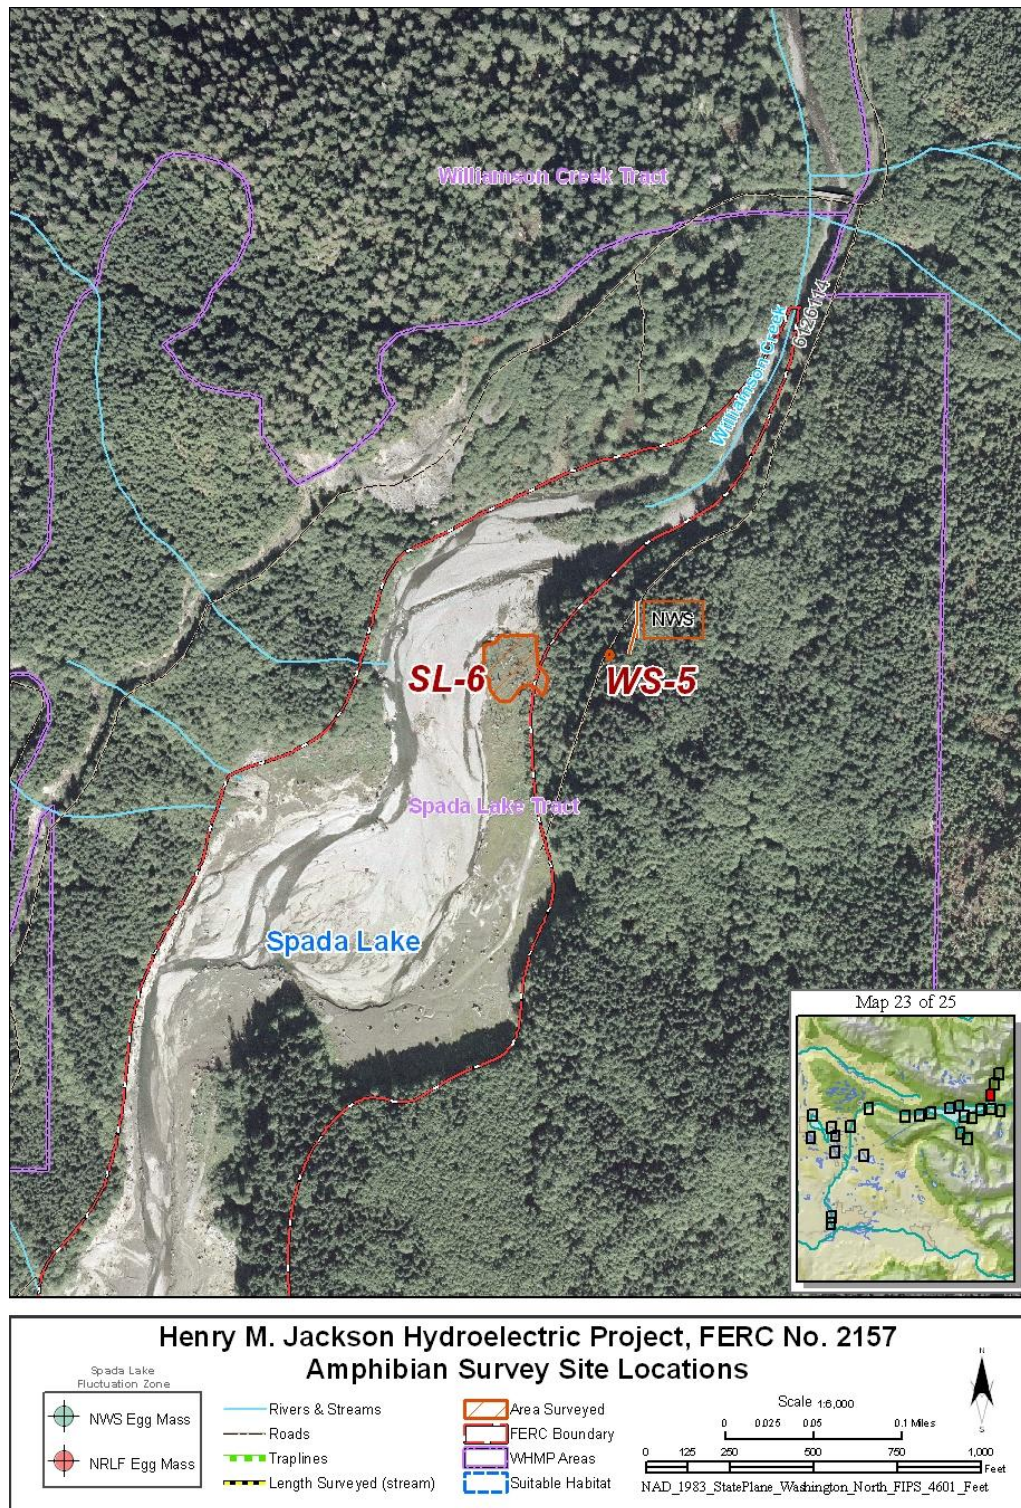 Williamson Creek Tract
6126114
Williamson Creek
NWS
SL-6
WS-5
Spada Lake Tract
Spada Lake
Map 23 of 25
Henry M. Jackson Hydroelectric Project, FERC No. 2157
Amphibian Survey Site Locations
Spada Lake
Fluctuation Zone
NWS Egg Mass
NRLF Egg Mass
Rivers & Streams
Roads
Traplines
Length Surveyed (stream)
Area Surveyed
FERC Boundary
WHMP Areas
Suitable Habitat
N
S
Scale 1:6,000
0 0.025 0.05 0.1 Miles
0 125 250 500 750 1,000
Feet
NAD_1983_StatePlane_Washington_North_FIPS_4601_Feet